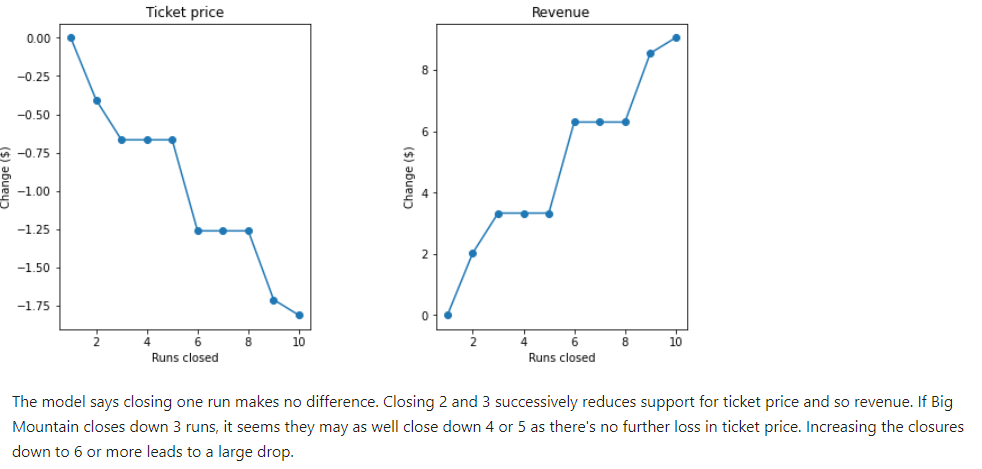 Ticket price
Revenue
0.00
−0.25
−0.50
−0.75
−1.00
−1.25
−1.50
−1.75
Change ($)
2 4 6 8 10
Runs closed
8
6
4
2
0
Change ($)
2 4 6 8 10
Runs closed
The model says closing one run makes no difference. Closing 2 and 3 successively reduces support for ticket price and so revenue. If Big
Mountain closes down 3 runs, it seems they may as well close down 4 or 5 as there's no further loss in ticket price. Increasing the closures
down to 6 or more leads to a large drop.